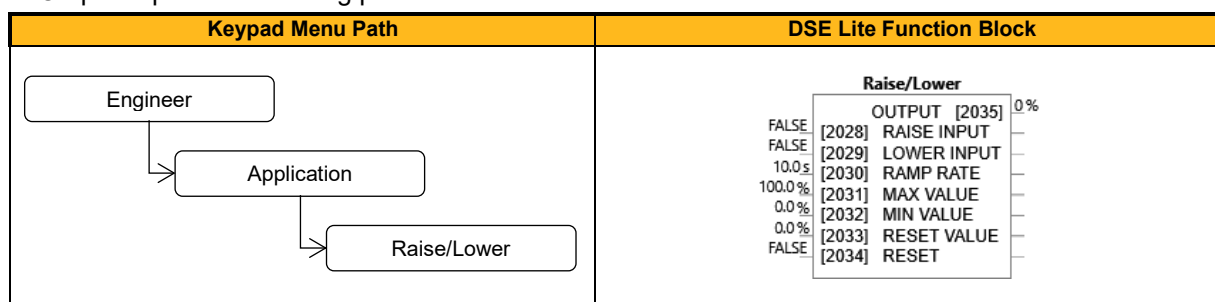 Keypad Menu Path
DSE Lite Function Block
Engineer
Application
Raise/Lower
Raise/Lower
OUTPUT [2035] 0 %
FALSE [2028] RAISE INPUT
FALSE [2029] LOWER INPUT
10.0 s [2030] RAMP RATE
100.0 % [2031] MAX VALUE
0.0 % [2032] MIN VALUE
0.0 % [2033] RESET VALUE
FALSE [2034] RESET